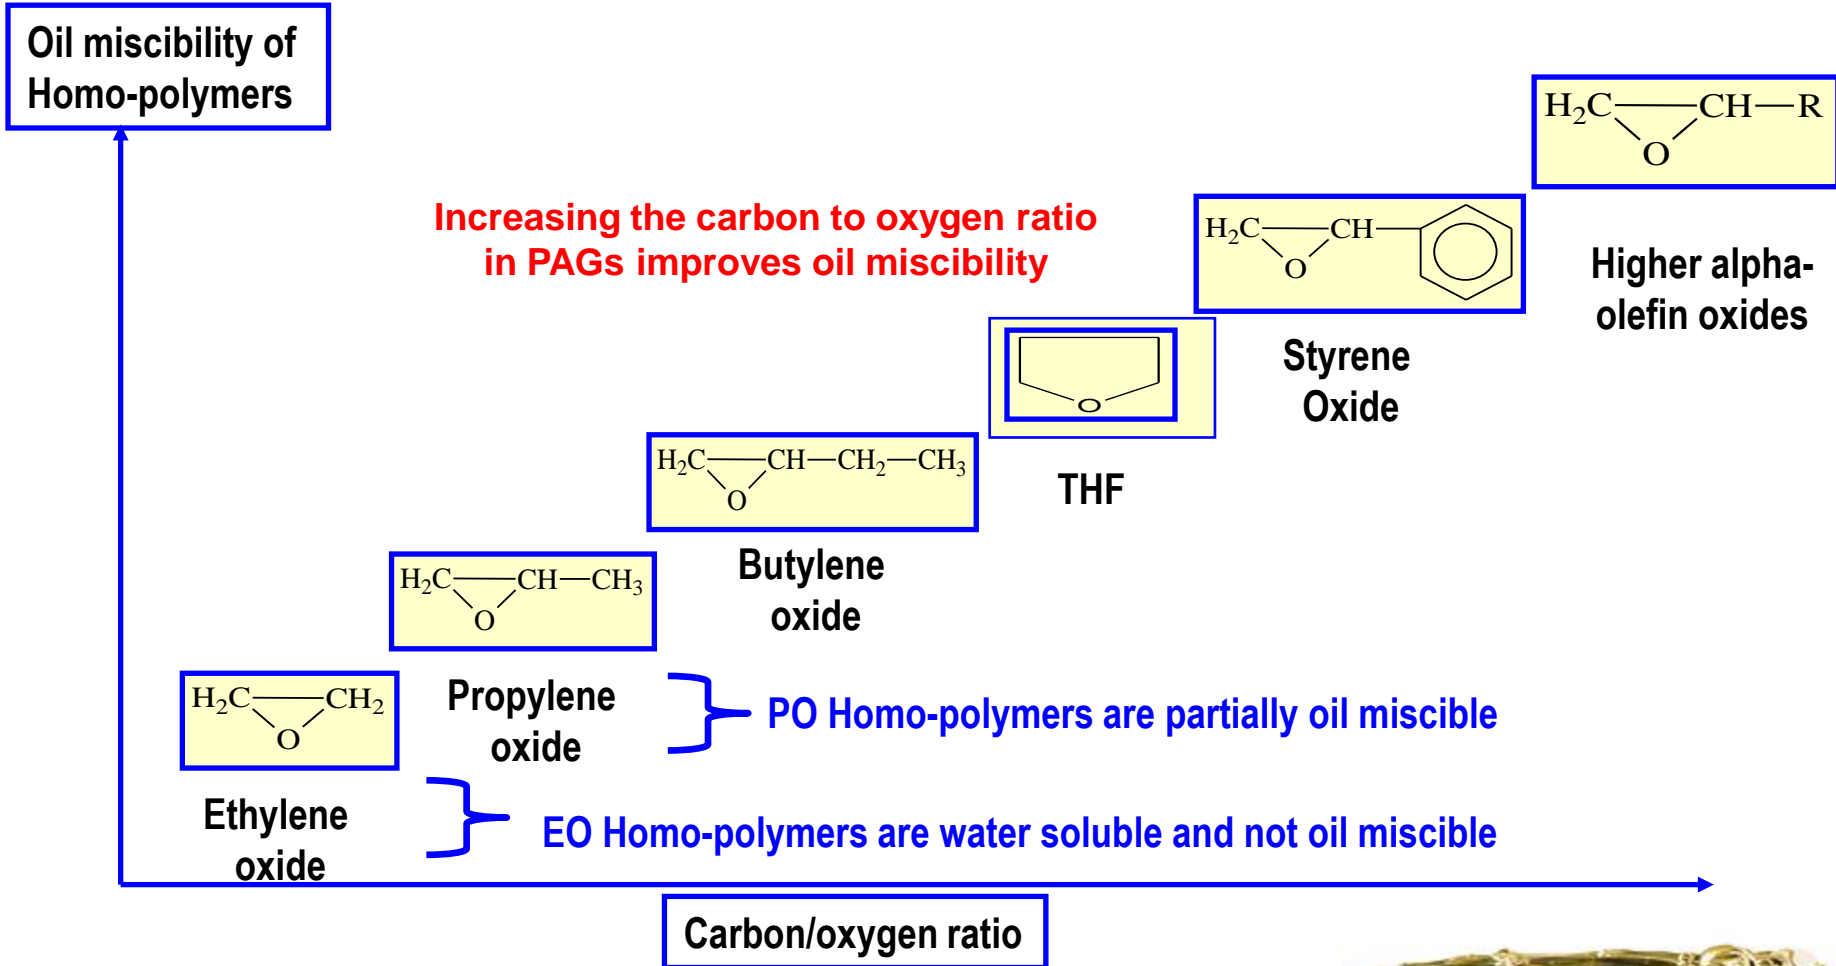 Oil miscibility of
Homo-polymers
H₂C CH—R
O
Increasing the carbon to oxygen ratio
in PAGs improves oil miscibility
H₂C CH
O
Higher alpha-
olefin oxides
Styrene
Oxide
O
THF
H₂C CH—CH₂—CH₃
O
Butylene
oxide
H₂C CH—CH₃
O
Propylene
oxide
PO Homo-polymers are partially oil miscible
H₂C CH₂
O
Ethylene
oxide
EO Homo-polymers are water soluble and not oil miscible
Carbon/oxygen ratio